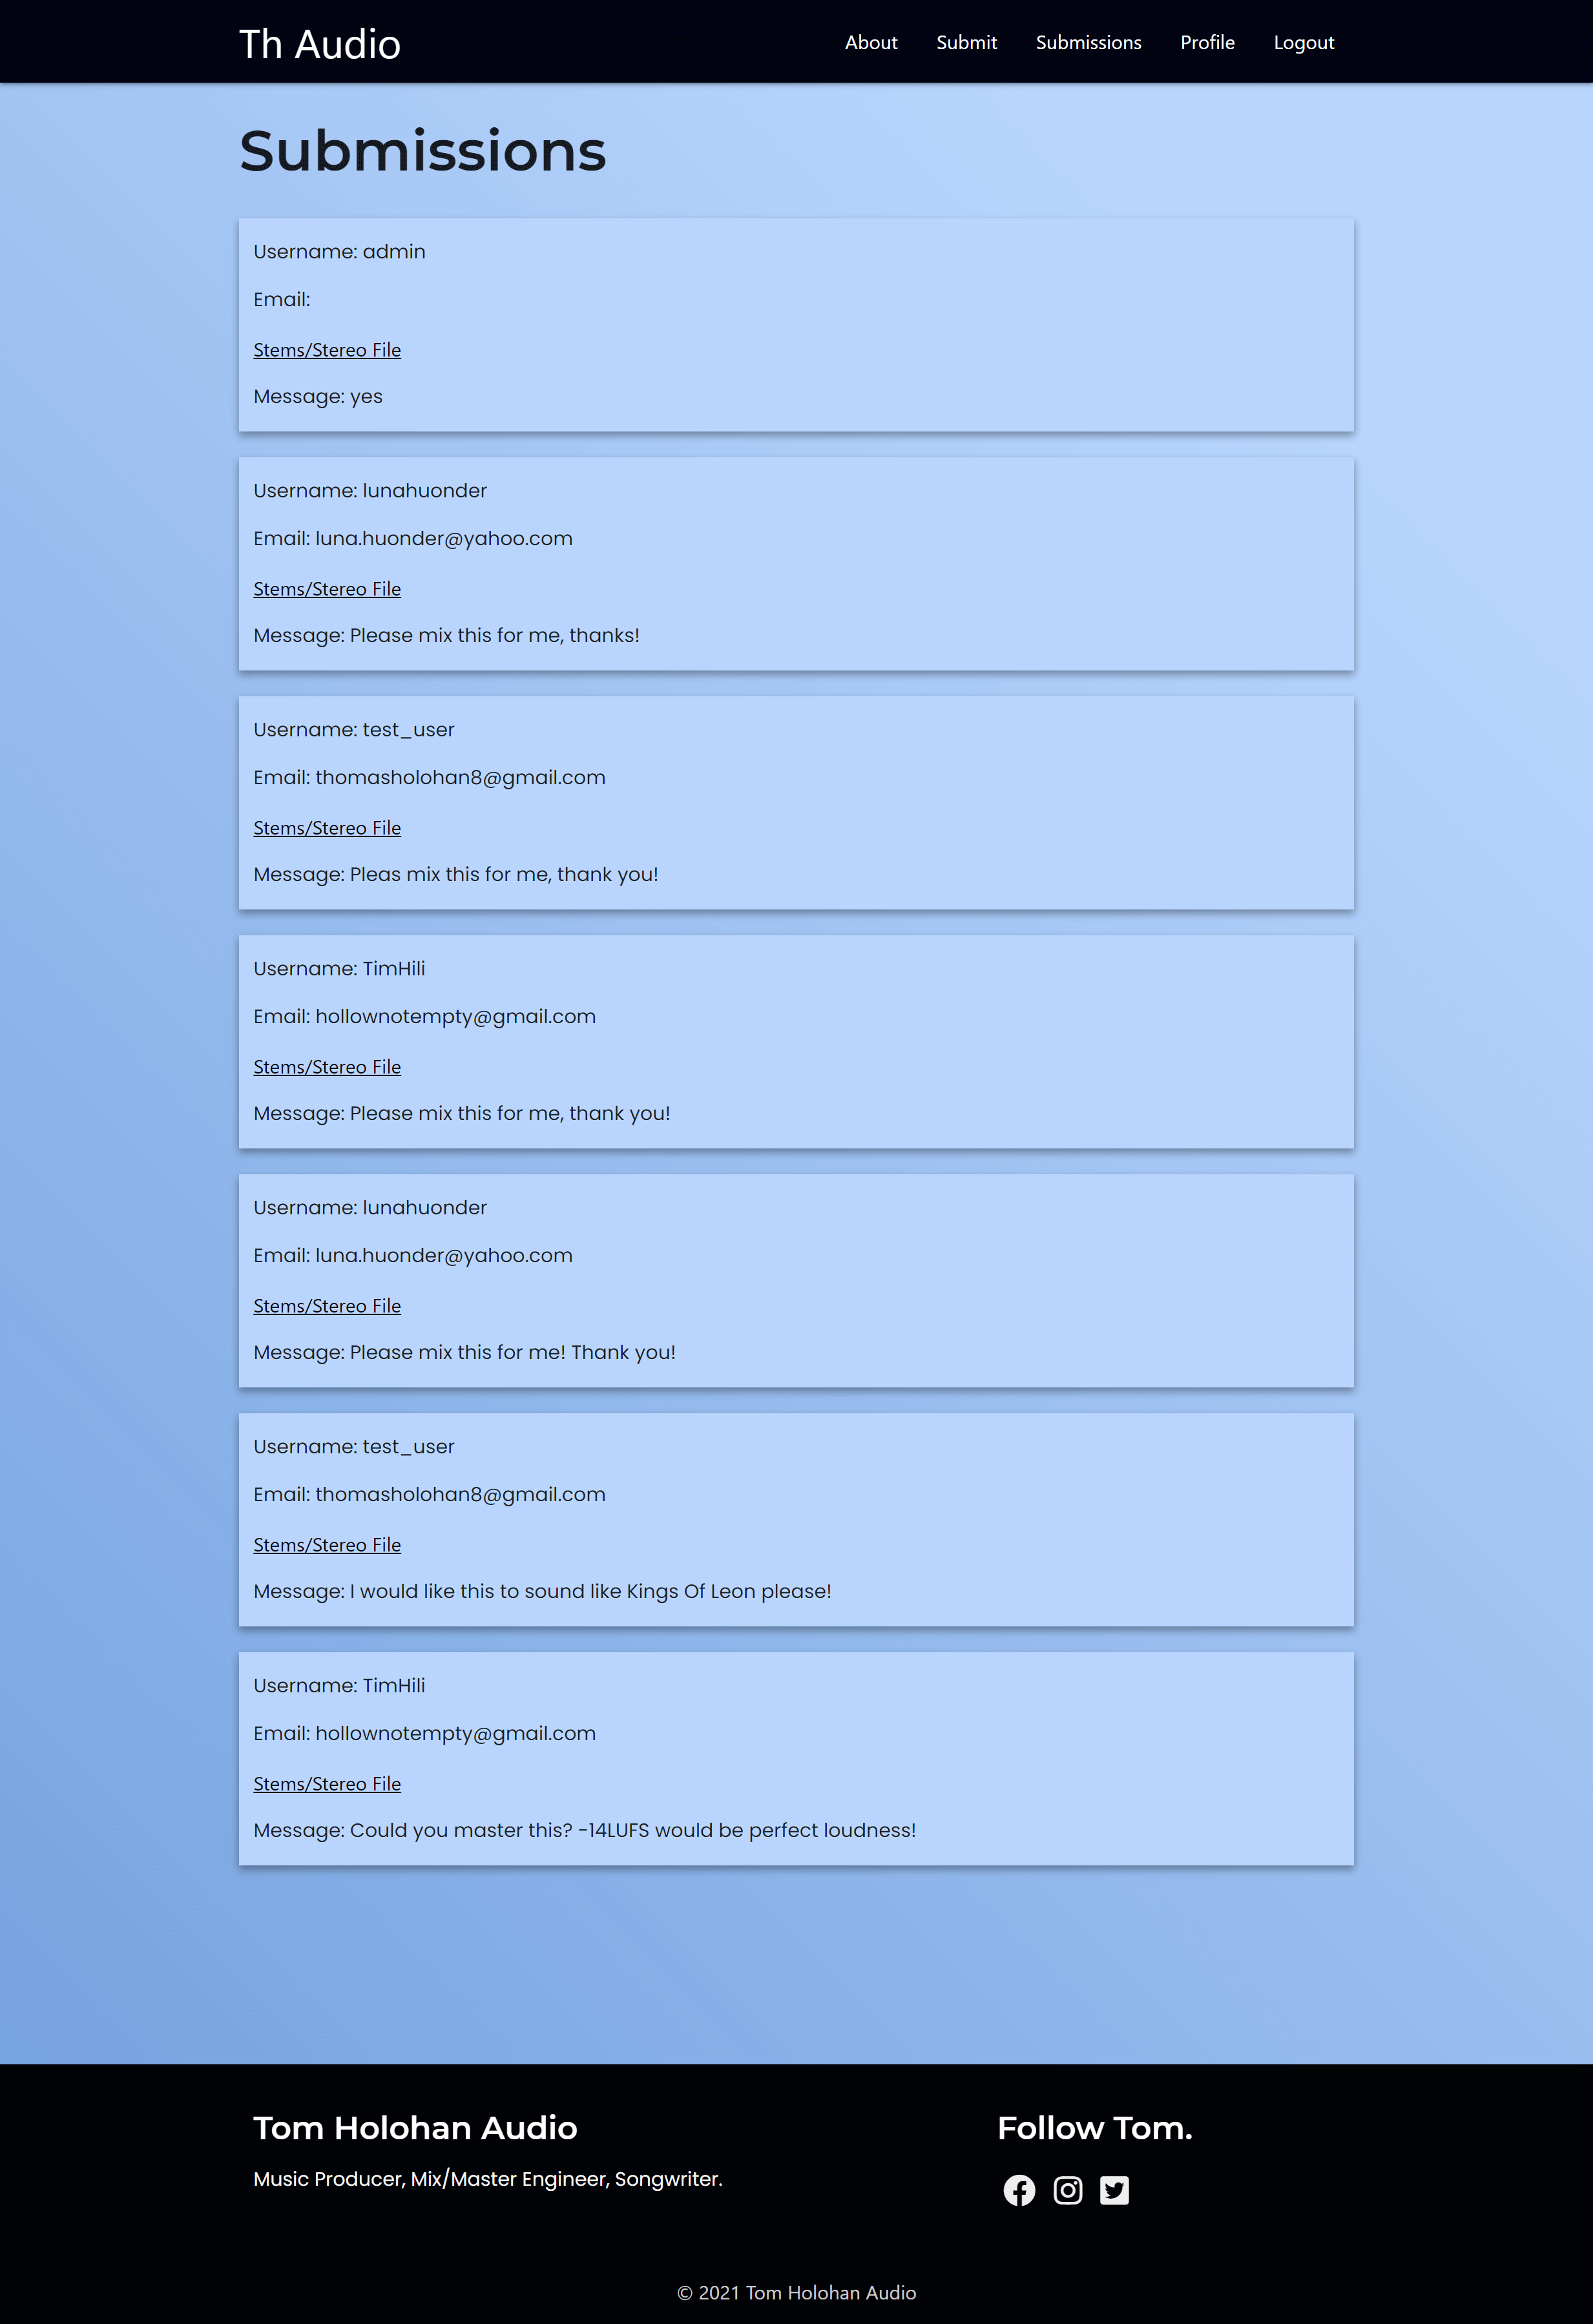 Th Audio
About Submit Submissions Profile Logout
Submissions
Username: admin
Email:
Stems/Stereo File
Message: yes
Username: lunahuonder
Email: luna.huonder@yahoo.com
Stems/Stereo File
Message: Please mix this for me, thanks!
Username: test_user
Email: thomasholohan8@gmail.com
Stems/Stereo File
Message: Pleas mix this for me, thank you!
Username: TimHili
Email: hollownotempty@gmail.com
Stems/Stereo File
Message: Please mix this for me, thank you!
Username: lunahuonder
Email: luna.huonder@yahoo.com
Stems/Stereo File
Message: Please mix this for me! Thank you!
Username: test_user
Email: thomasholohan8@gmail.com
Stems/Stereo File
Message: I would like this to sound like Kings Of Leon please!
Username: TimHili
Email: hollownotempty@gmail.com
Stems/Stereo File
Message: Could you master this? -14LUFS would be perfect loudness!
Tom Holohan Audio
Music Producer, Mix/Master Engineer, Songwriter.
Follow Tom.
© 2021 Tom Holohan Audio